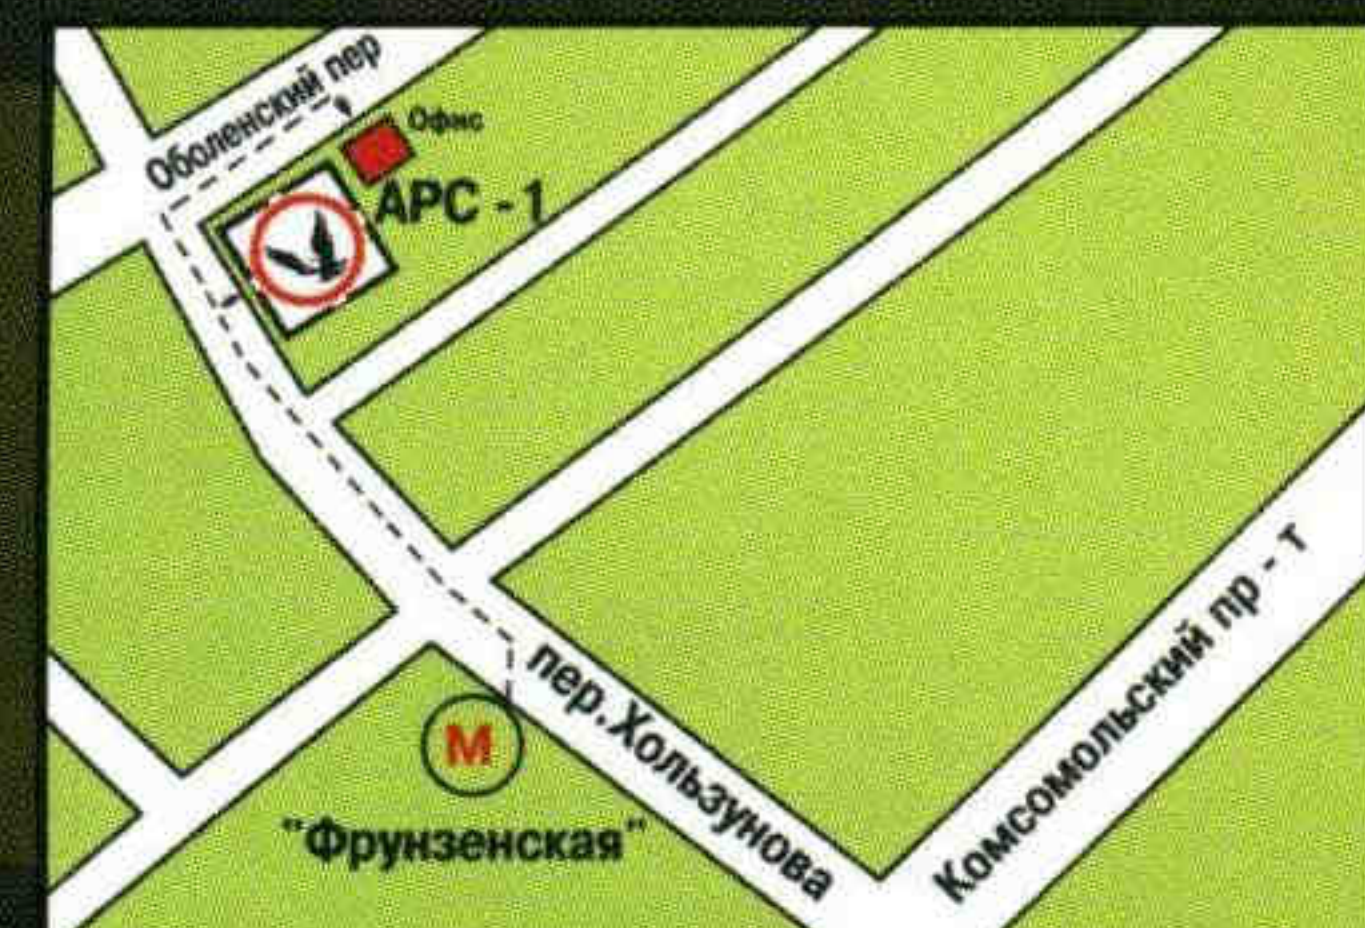 Оболенский пер
Офис
АРС - 1
пер. Хользунова
Комсомольский пр - т
М
"Фрунзенская"